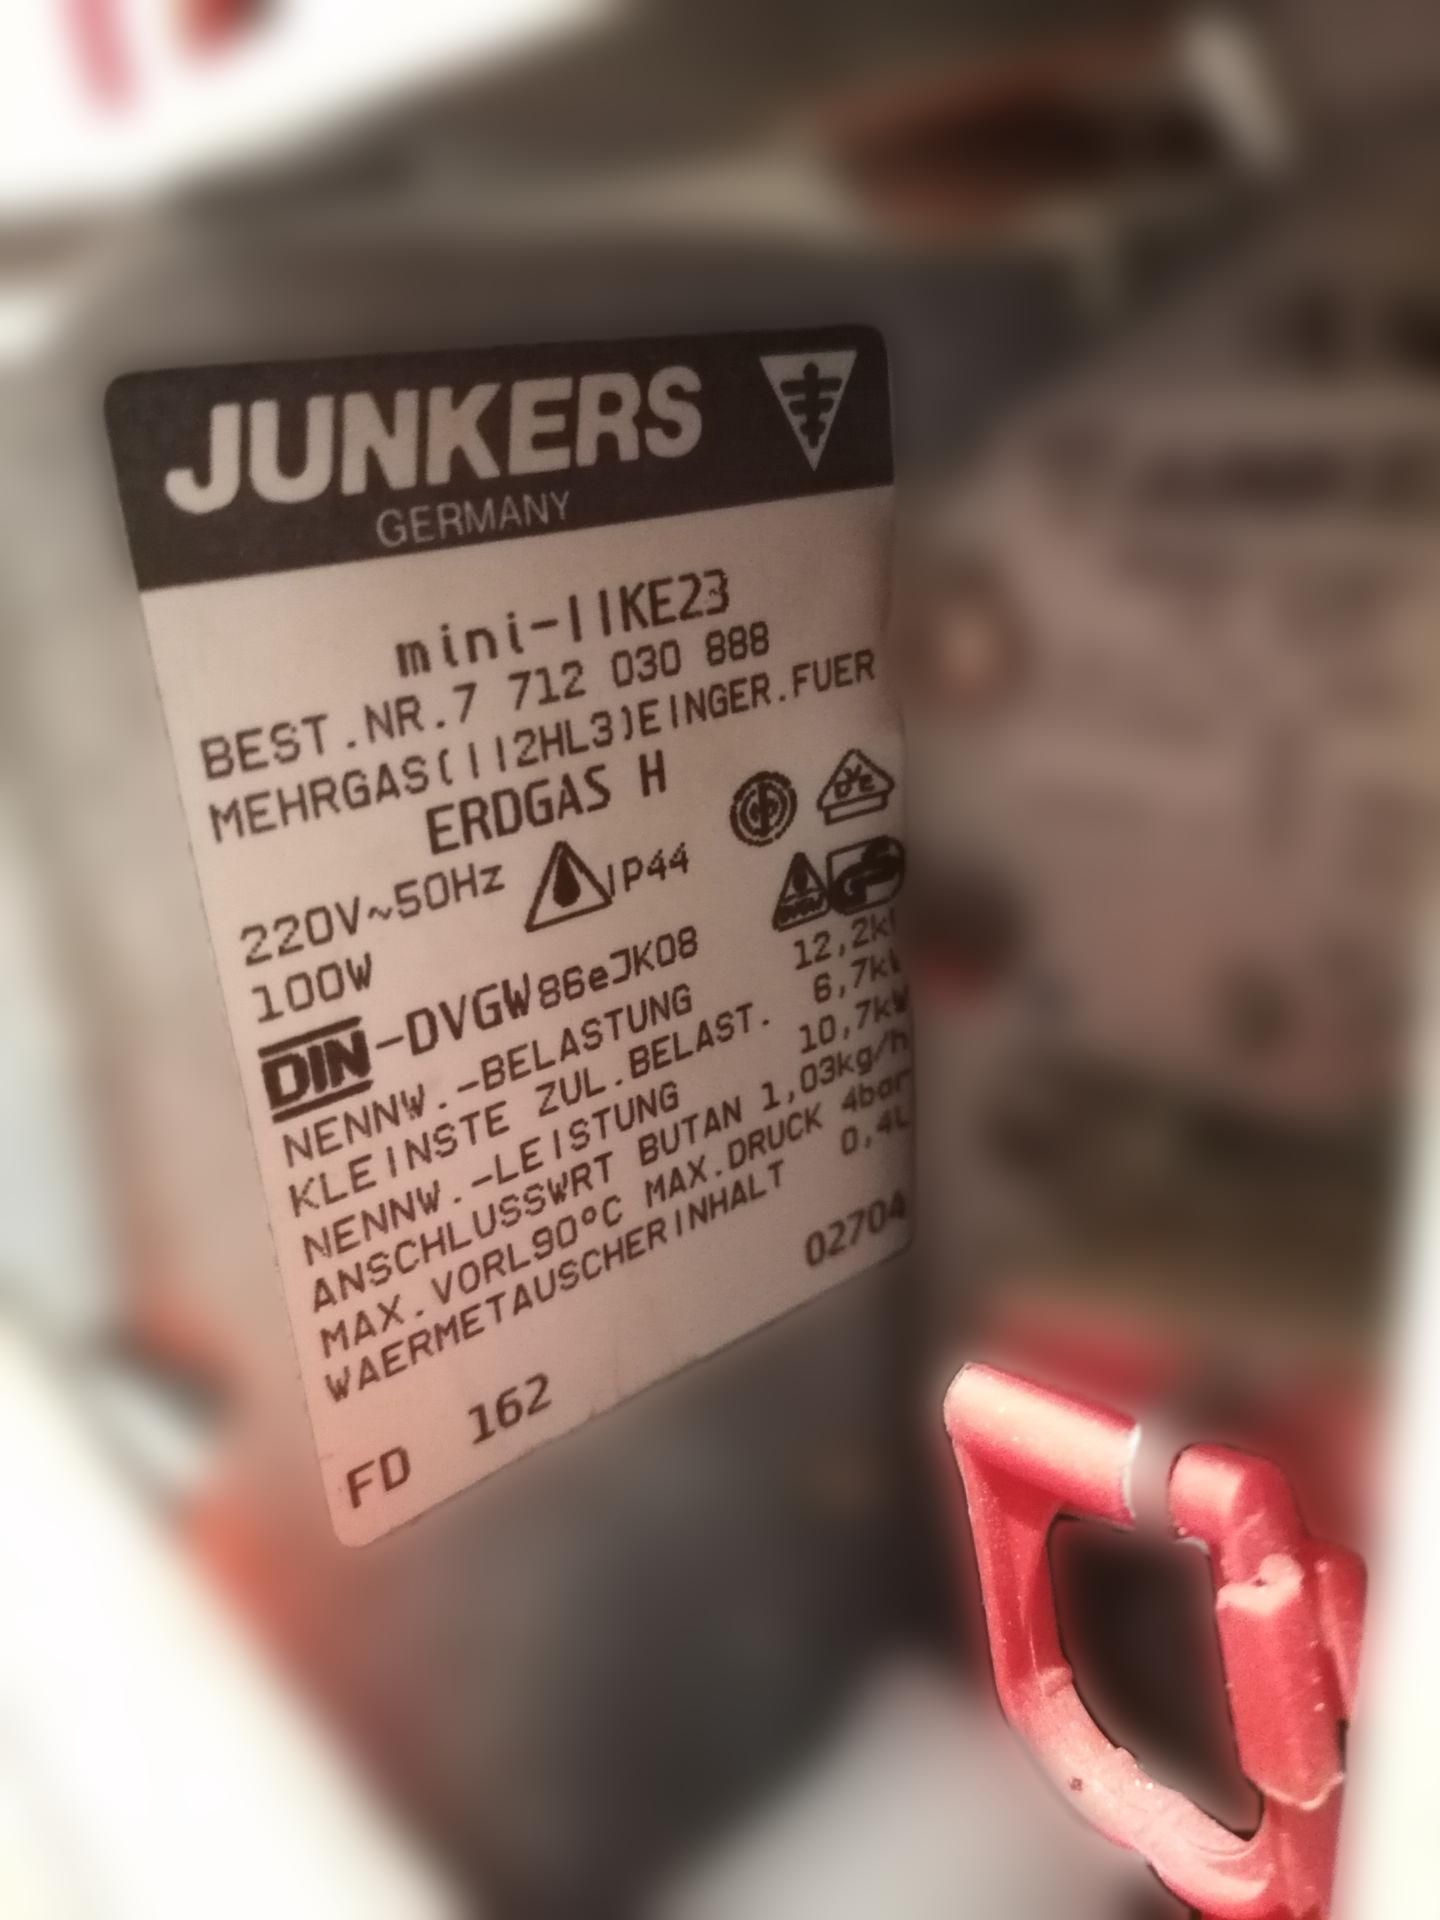 JUNKERS
GERMANY
mini-IIKE23
BEST.NR.7 712 030 888
MEHRGAS(II2HL3)EINGER.FUER
ERDGAS H
220V~50Hz IP44
100W
DIN-DVGW86eJK08
NENNW.-BELASTUNG 12,2kW
KLEINSTE ZUL.BELAST. 6,7kW
NENNW.-LEISTUNG 10,7kW
ANSCHLUSSWRT BUTAN 1,03kg/h
MAX.VORL90°C MAX.DRUCK 4bar
WAERMETAUSCHERINHALT 0,4L
02704
FD 162